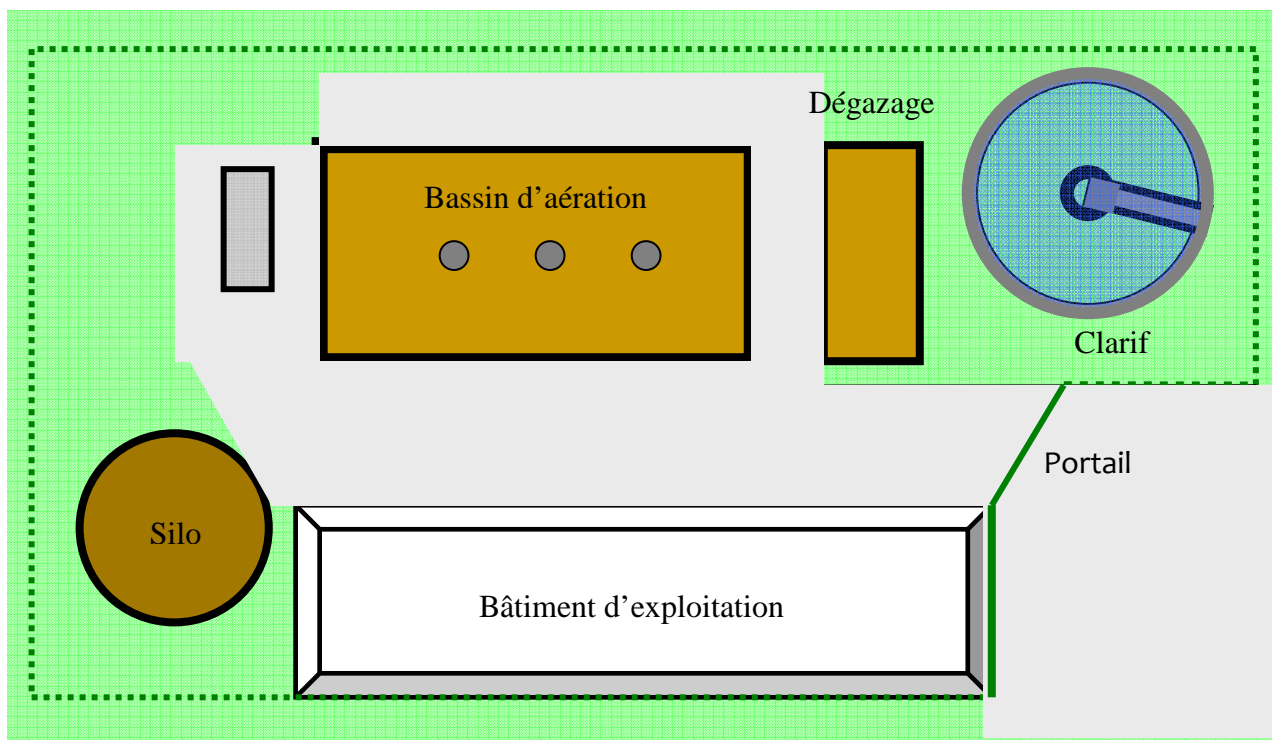 Dégazage
Bassin d’aération
Clarif
Portail
Silo
Bâtiment d’exploitation